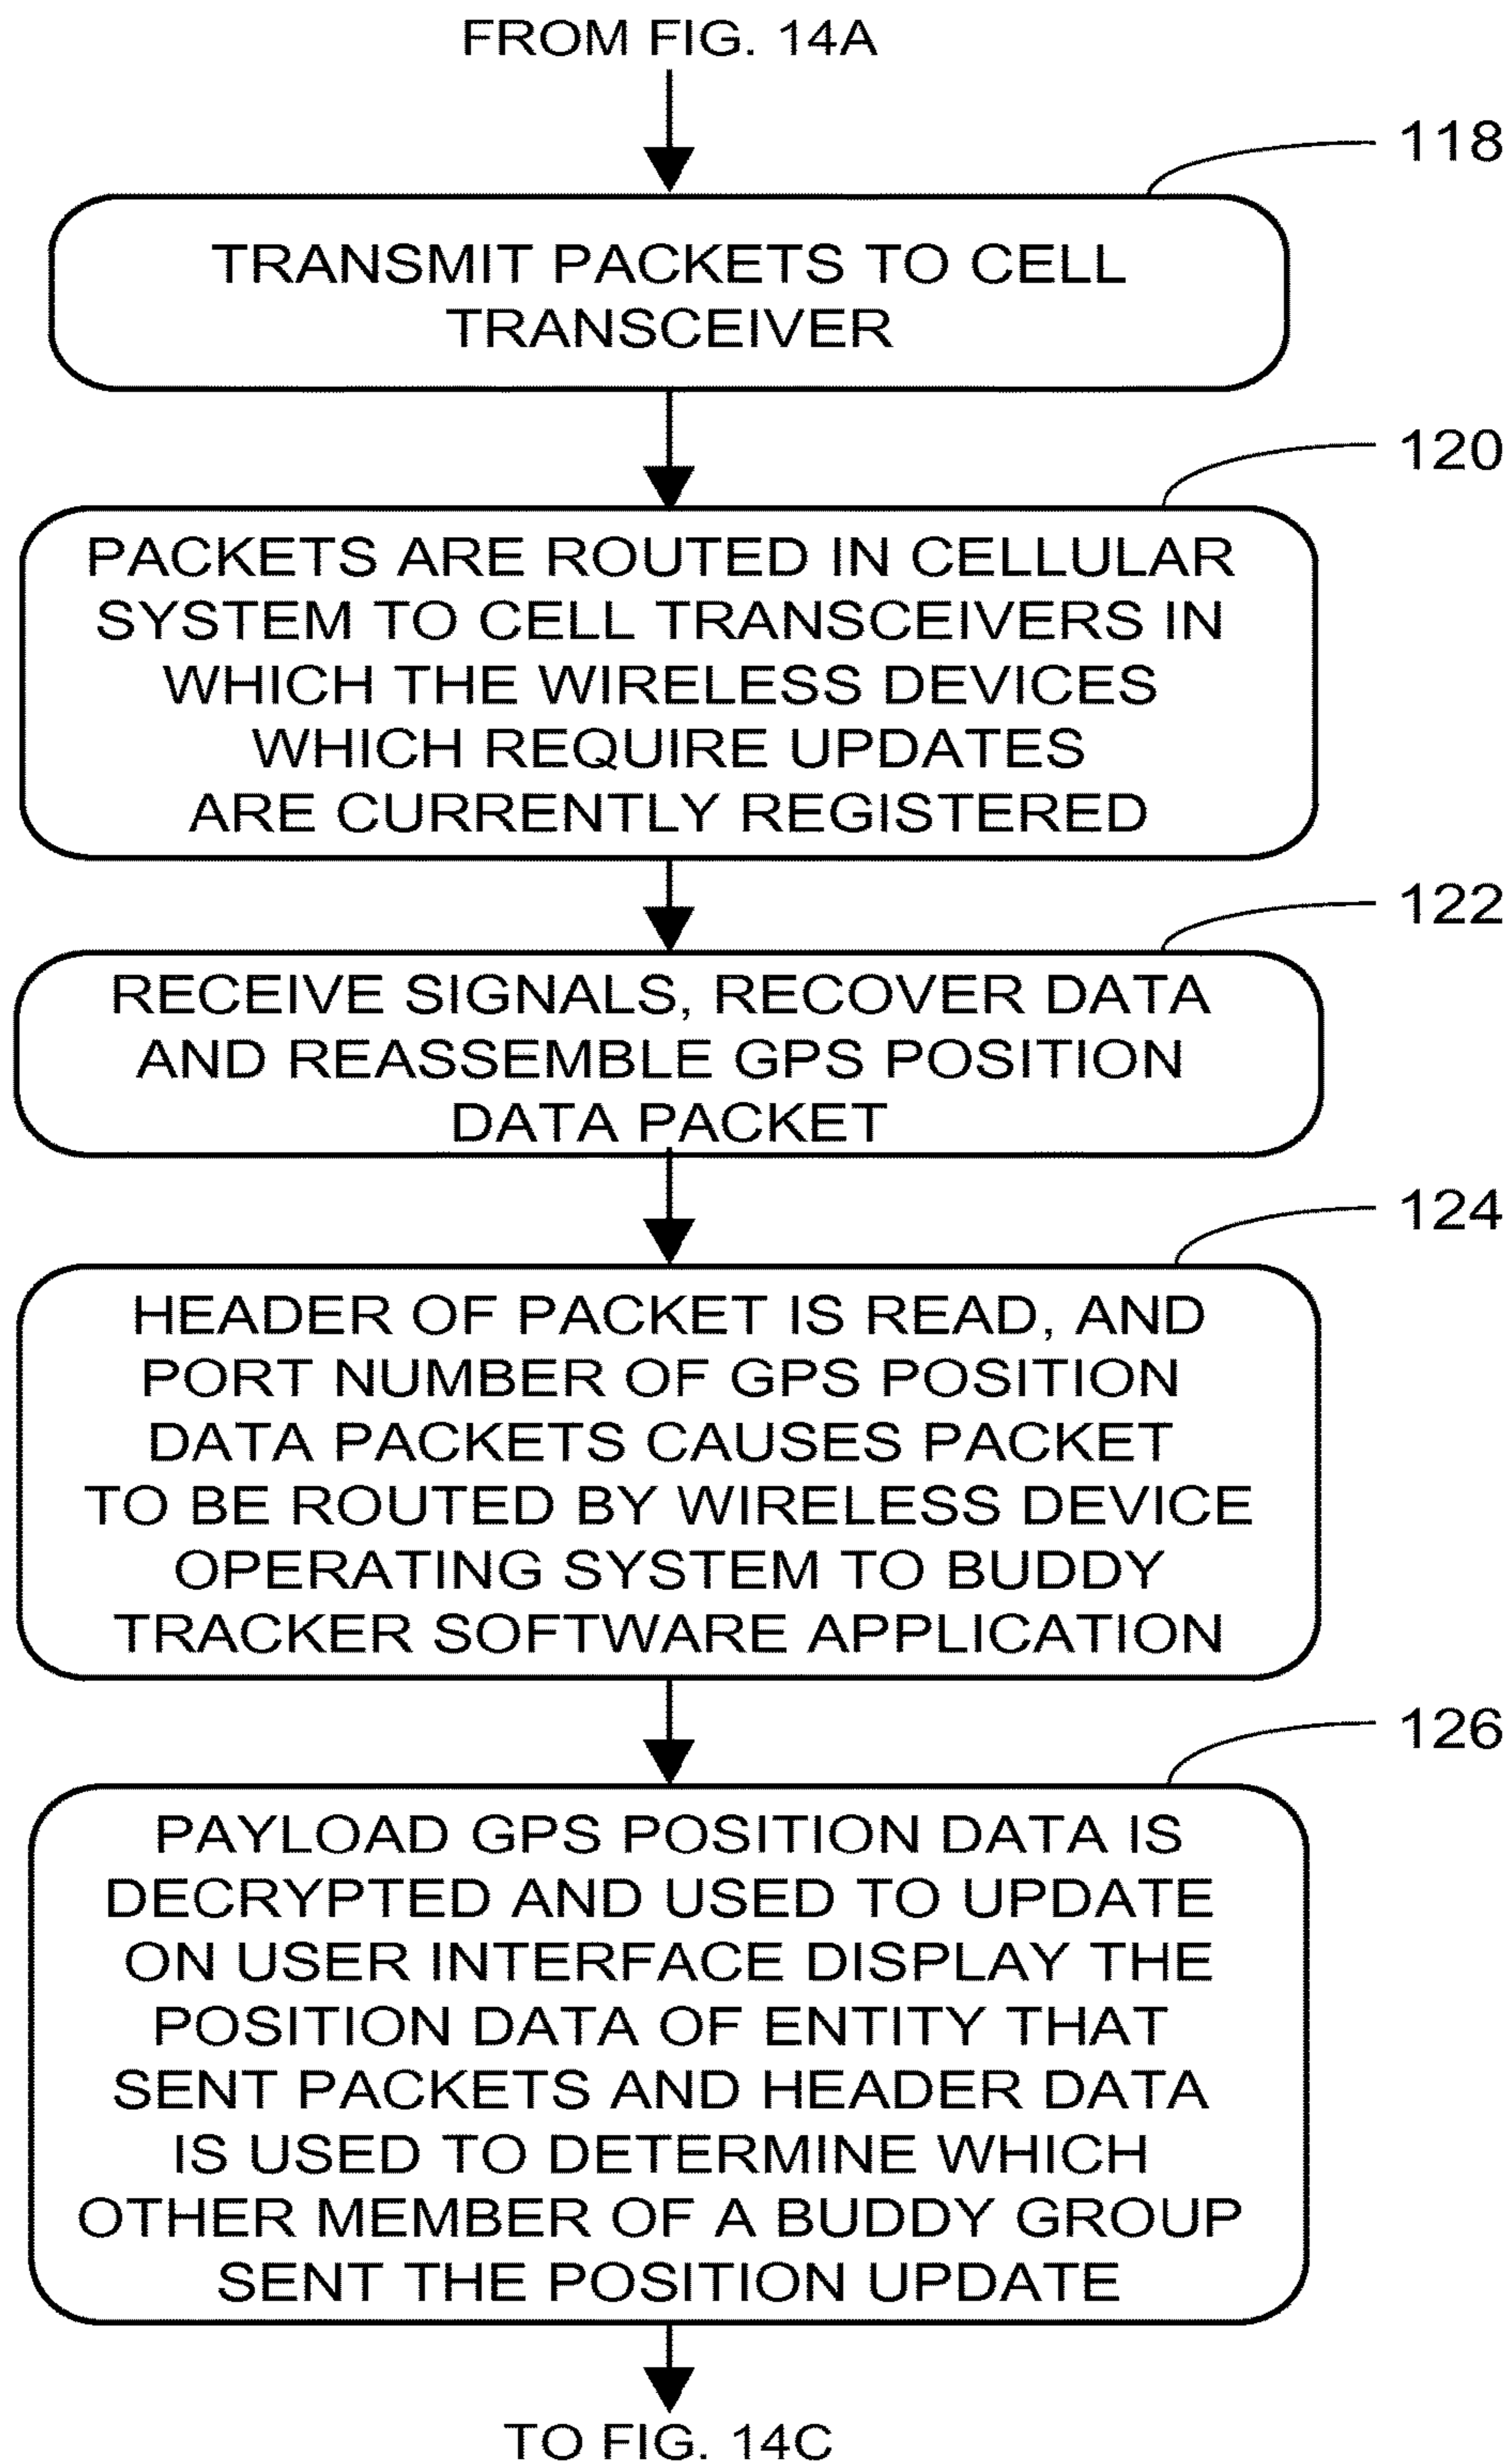 FROM FIG. 14A
118
TRANSMIT PACKETS TO CELL
TRANSCEIVER
120
PACKETS ARE ROUTED IN CELLULAR
SYSTEM TO CELL TRANSCEIVERS IN
WHICH THE WIRELESS DEVICES
WHICH REQUIRE UPDATES
ARE CURRENTLY REGISTERED
122
RECEIVE SIGNALS, RECOVER DATA
AND REASSEMBLE GPS POSITION
DATA PACKET
124
HEADER OF PACKET IS READ, AND
PORT NUMBER OF GPS POSITION
DATA PACKETS CAUSES PACKET
TO BE ROUTED BY WIRELESS DEVICE
OPERATING SYSTEM TO BUDDY
TRACKER SOFTWARE APPLICATION
126
PAYLOAD GPS POSITION DATA IS
DECRYPTED AND USED TO UPDATE
ON USER INTERFACE DISPLAY THE
POSITION DATA OF ENTITY THAT
SENT PACKETS AND HEADER DATA
IS USED TO DETERMINE WHICH
OTHER MEMBER OF A BUDDY GROUP
SENT THE POSITION UPDATE
TO FIG. 14C